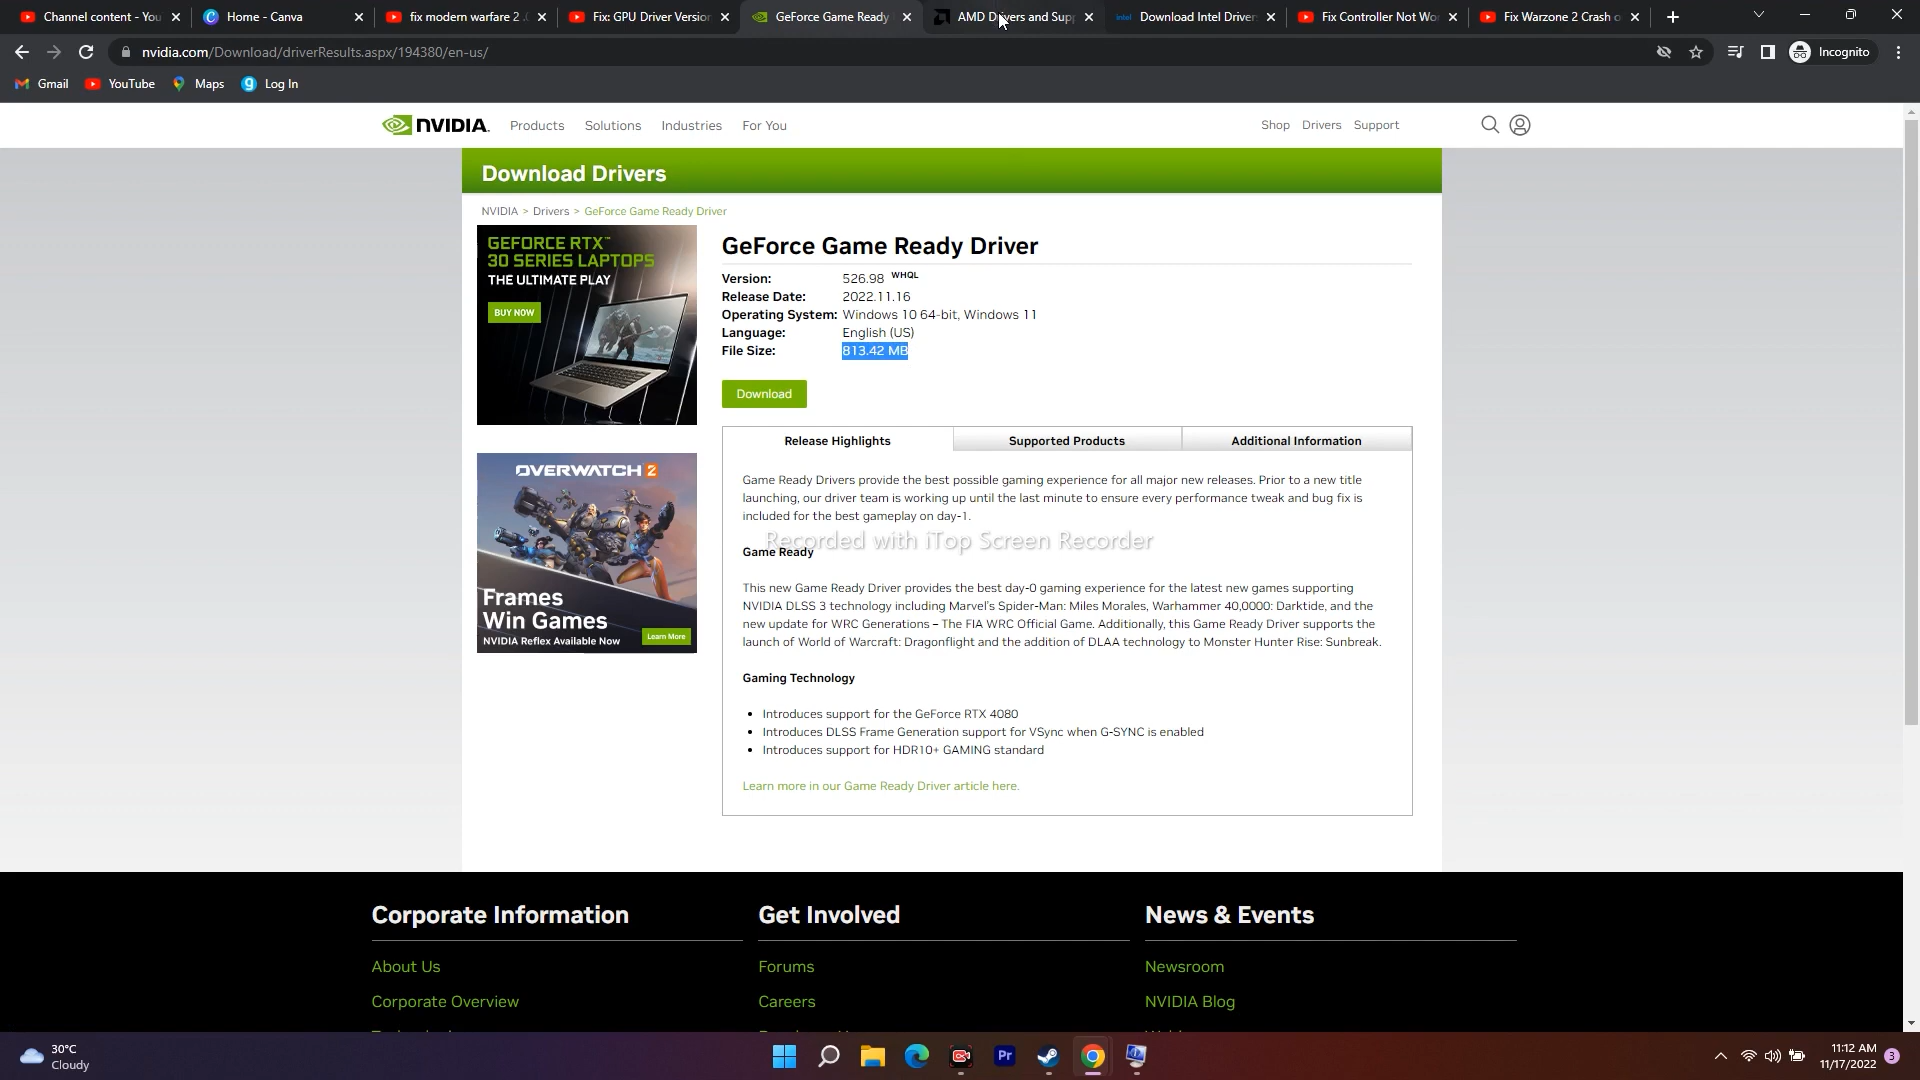 Channel content - You
Home - Canva
fix modern warfare 2
Fix: GPU Driver Version
GeForce Game Ready
AMD Drivers and Supp
Download Intel Driver
Fix Controller Not Wo
Fix Warzone 2 Crash o
nvidia.com/Download/driverResults.aspx/194380/en-us/
Incognito
Gmail
YouTube
Maps
Log In
NVIDIA.
Products
Solutions
Industries
For You
Shop
Drivers
Support
Download Drivers
NVIDIA > Drivers > GeForce Game Ready Driver
GEFORCE RTX™
30 SERIES LAPTOPS
THE ULTIMATE PLAY
BUY NOW
GeForce Game Ready Driver
Version: 526.98 WHQL
Release Date: 2022.11.16
Operating System: Windows 10 64-bit, Windows 11
Language: English (US)
File Size: 813.42 MB
Download
OVERWATCH 2
Frames
Win Games
NVIDIA Reflex Available Now
Learn More
Release Highlights
Supported Products
Additional Information
Game Ready Drivers provide the best possible gaming experience for all major new releases. Prior to a new title
launching, our driver team is working up until the last minute to ensure every performance tweak and bug fix is
included for the best gameplay on day-1.
Recorded with iTop Screen Recorder
Game Ready
This new Game Ready Driver provides the best day-0 gaming experience for the latest new games supporting
NVIDIA DLSS 3 technology including Marvel's Spider-Man: Miles Morales, Warhammer 40,0000: Darktide, and the
new update for WRC Generations – The FIA WRC Official Game. Additionally, this Game Ready Driver supports the
launch of World of Warcraft: Dragonflight and the addition of DLAA technology to Monster Hunter Rise: Sunbreak.
Gaming Technology
• Introduces support for the GeForce RTX 4080
• Introduces DLSS Frame Generation support for VSync when G-SYNC is enabled
• Introduces support for HDR10+ GAMING standard
Learn more in our Game Ready Driver article here.
Corporate Information
Get Involved
News & Events
About Us
Forums
Newsroom
Corporate Overview
Careers
NVIDIA Blog
30°C
Cloudy
Pr
11:12 AM
11/17/2022
3